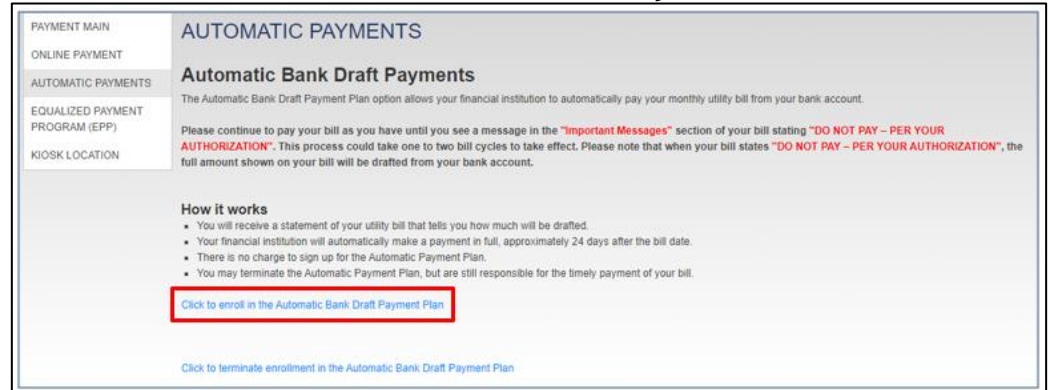 PAYMENT MAIN
ONLINE PAYMENT
AUTOMATIC PAYMENTS
EQUALIZED PAYMENT
PROGRAM (EPP)
KIOSK LOCATION
AUTOMATIC PAYMENTS
Automatic Bank Draft Payments
The Automatic Bank Draft Payment Plan option allows your financial institution to automatically pay your monthly utility bill from your bank account.
Please continue to pay your bill as you have until you see a message in the "Important Messages" section of your bill stating "DO NOT PAY – PER YOUR
AUTHORIZATION". This process could take one to two bill cycles to take effect. Please note that when your bill states "DO NOT PAY – PER YOUR AUTHORIZATION", the
full amount shown on your bill will be drafted from your bank account.
How it works
▪ You will receive a statement of your utility bill that tells you how much will be drafted.
▪ Your financial institution will automatically make a payment in full, approximately 24 days after the bill date.
▪ There is no charge to sign up for the Automatic Payment Plan.
▪ You may terminate the Automatic Payment Plan, but are still responsible for the timely payment of your bill.
Click to enroll in the Automatic Bank Draft Payment Plan
Click to terminate enrollment in the Automatic Bank Draft Payment Plan